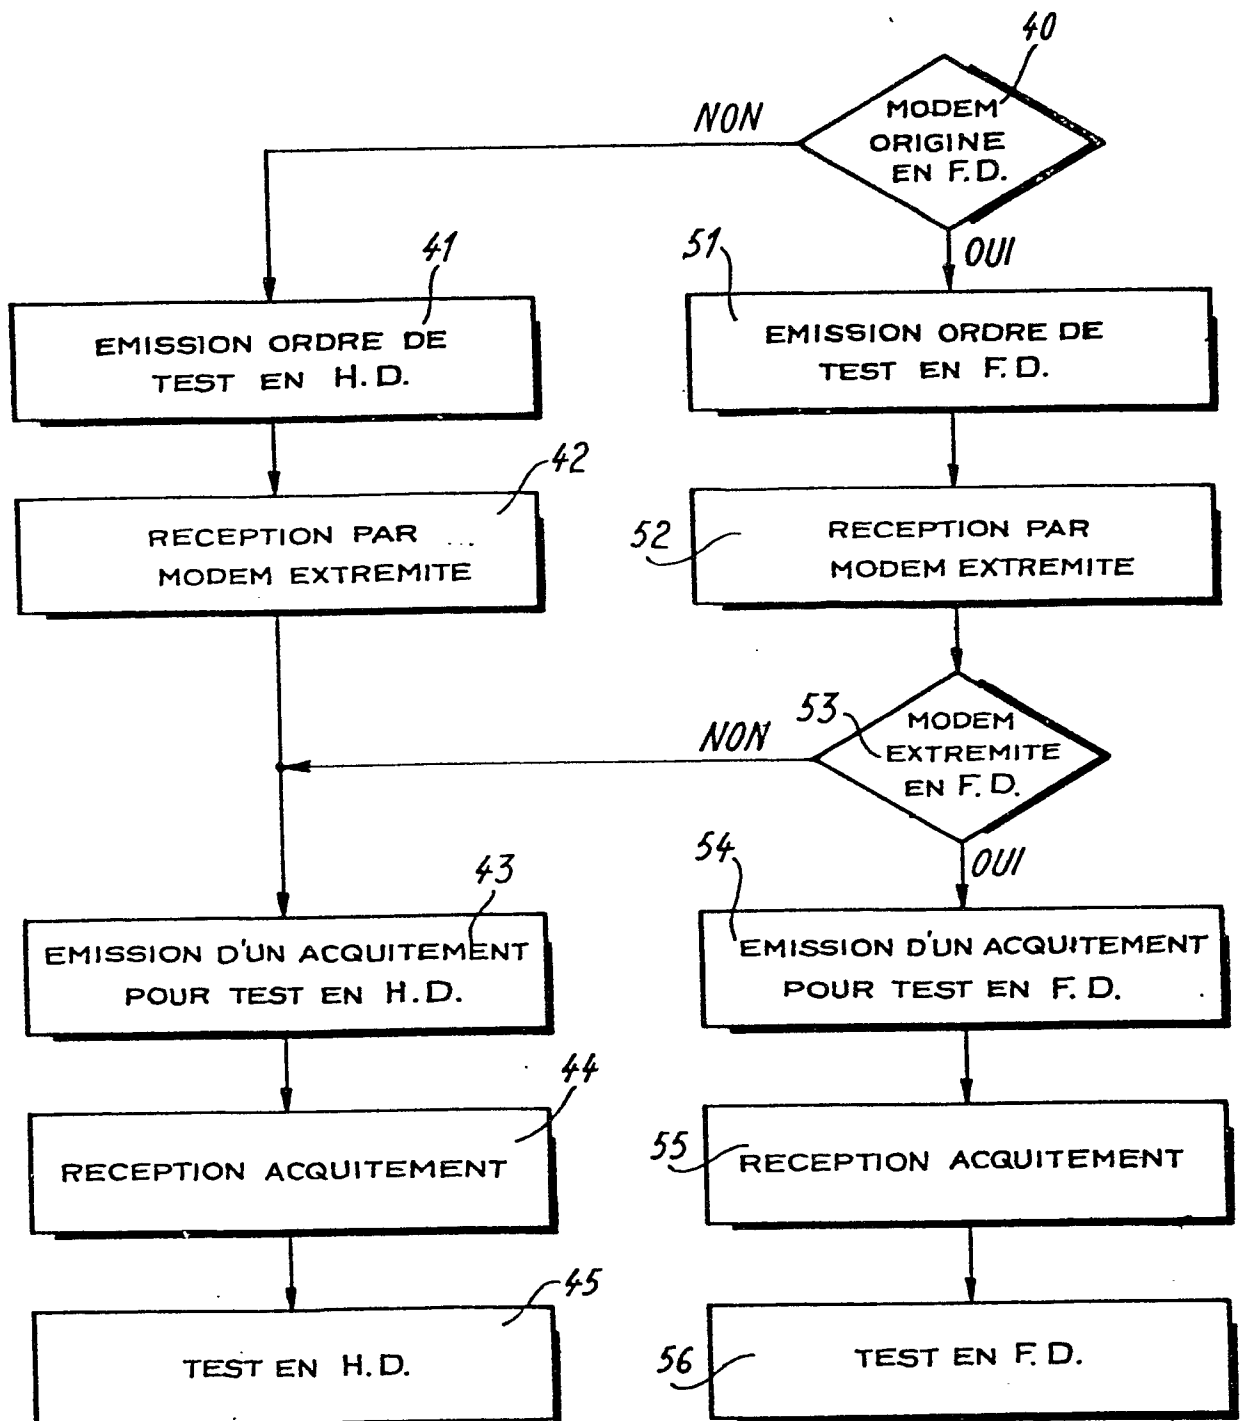 40
MODEM
ORIGINE
EN F.D.
NON
OUI
41
EMISSION ORDRE DE
TEST EN H.D.
51
EMISSION ORDRE DE
TEST EN F.D.
42
RECEPTION PAR
MODEM EXTREMITE
52
RECEPTION PAR
MODEM EXTREMITE
53
MODEM
EXTREMITE
EN F.D.
NON
OUI
43
EMISSION D'UN ACQUITEMENT
POUR TEST EN H.D.
54
EMISSION D'UN ACQUITEMENT
POUR TEST EN F.D.
44
RECEPTION ACQUITEMENT
55
RECEPTION ACQUITEMENT
45
TEST EN H.D.
56
TEST EN F.D.